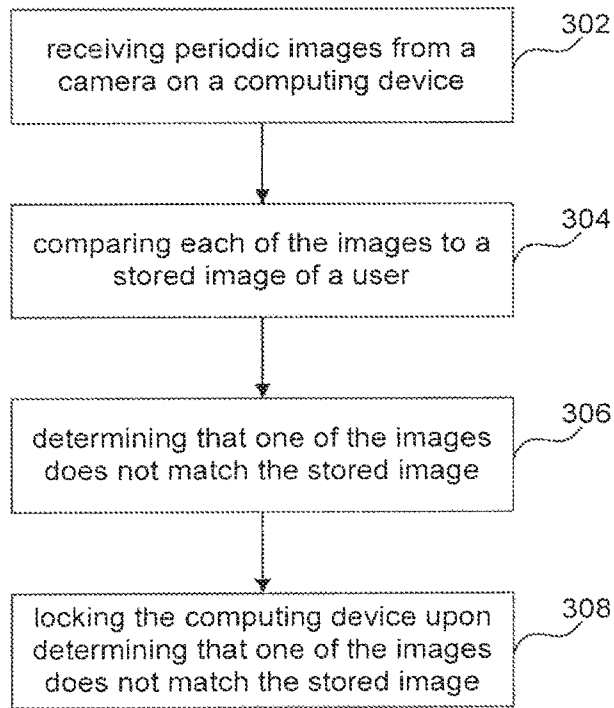 receiving periodic images from a
camera on a computing device
302
comparing each of the images to a
stored image of a user
304
determining that one of the images
does not match the stored image
306
locking the computing device upon
determining that one of the images
does not match the stored image
308